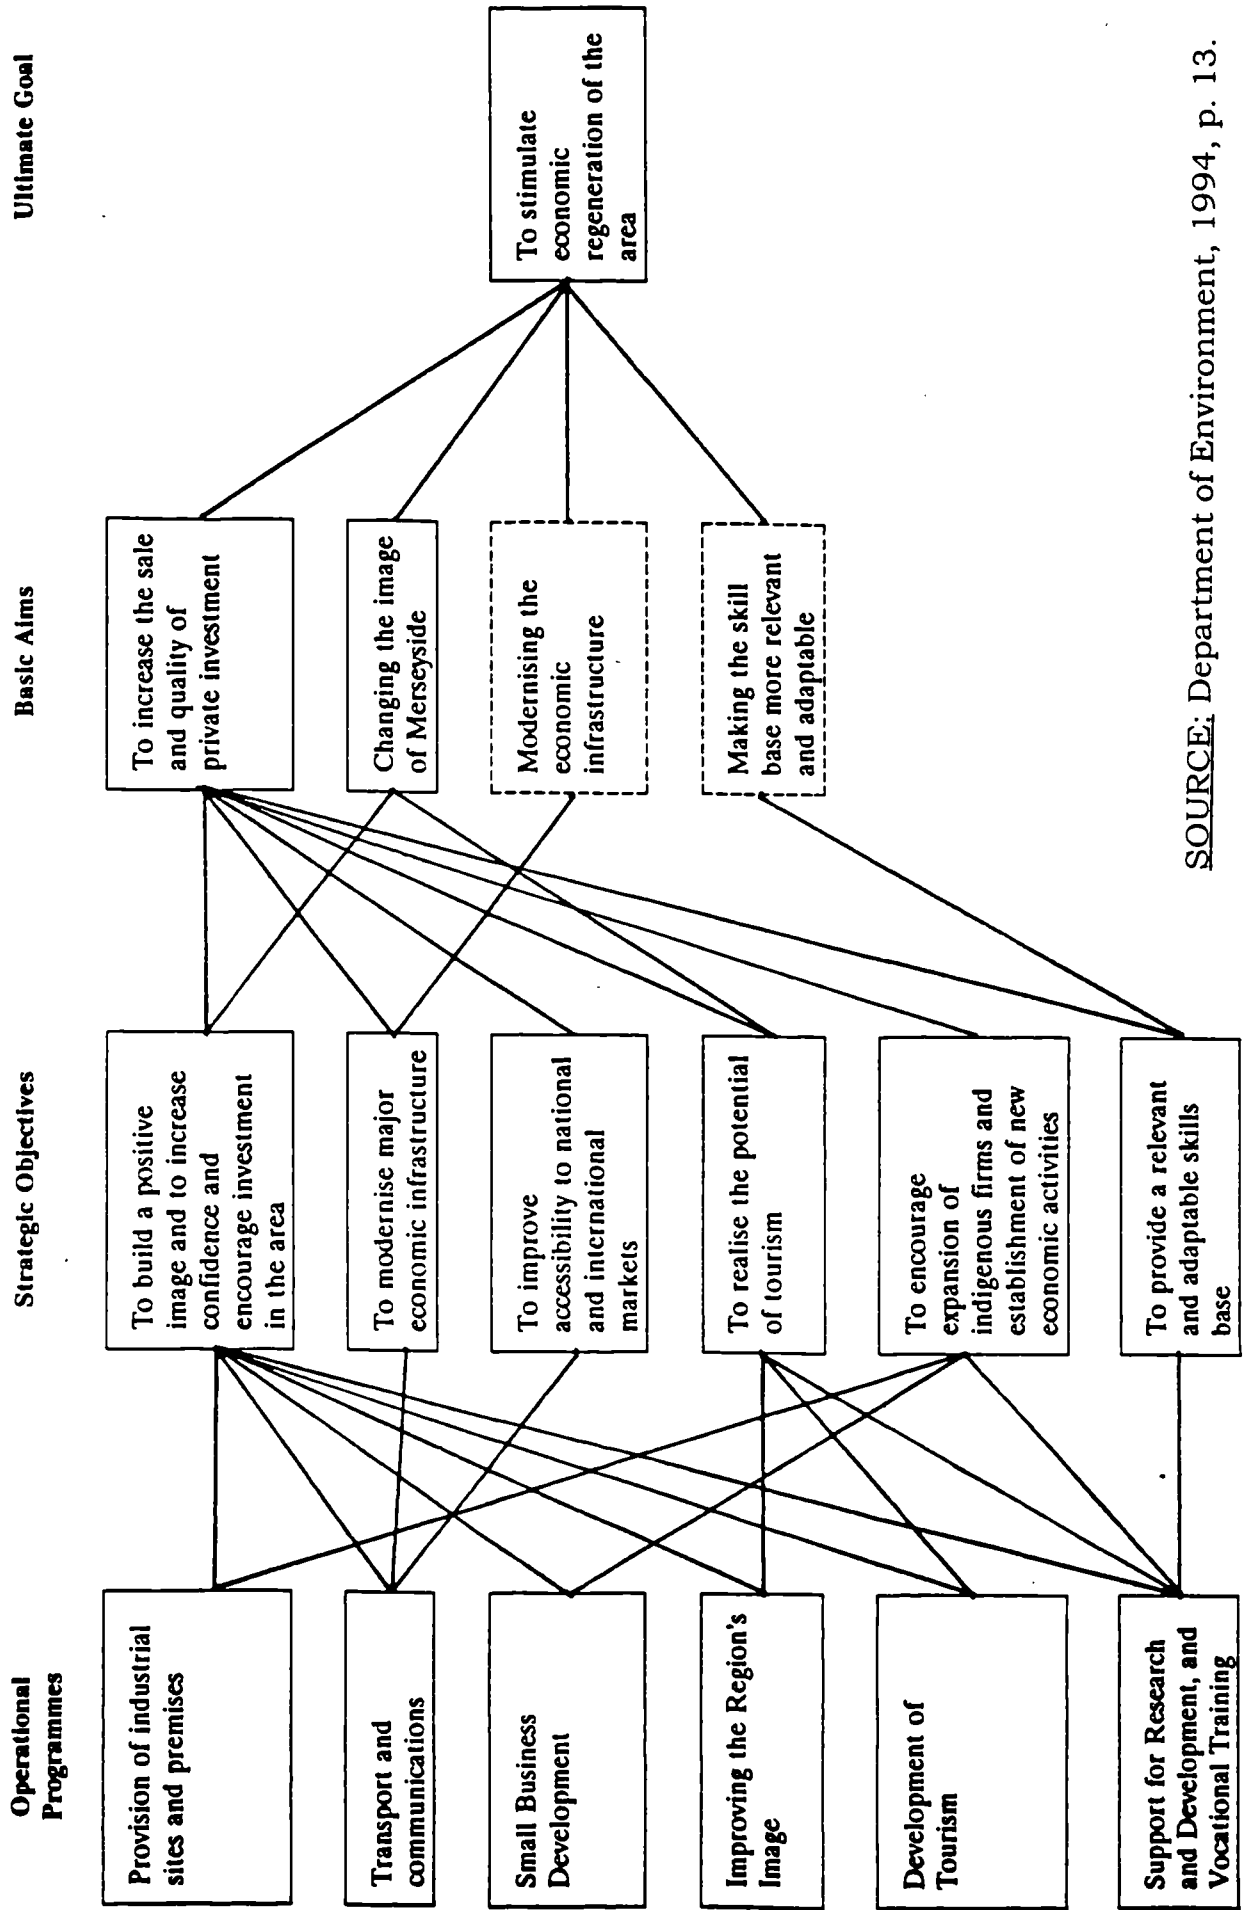 Operational
Programmes
Provision of industrial
sites and premises
Transport and
communications
Small Business
Development
Improving the Region's
Image
Development of
Tourism
Support for Research
and Development, and
Vocational Training
Strategic Objectives
To build a positive
image and to increase
confidence and
encourage investment
in the area
To modernise major
economic infrastructure
To improve
accessibility to national
and international
markets
To realise the potential
of tourism
To encourage
expansion of
indigenous firms and
establishment of new
economic activities
To provide a relevant
and adaptable skills
base
Basic Aims
To increase the sale
and quality of
private investment
Changing the image
of Merseyside
Modernising the
economic
infrastructure
Making the skill
base more relevant
and adaptable
Ultimate Goal
To stimulate
economic
regeneration of the
area
SOURCE: Department of Environment, 1994, p. 13.